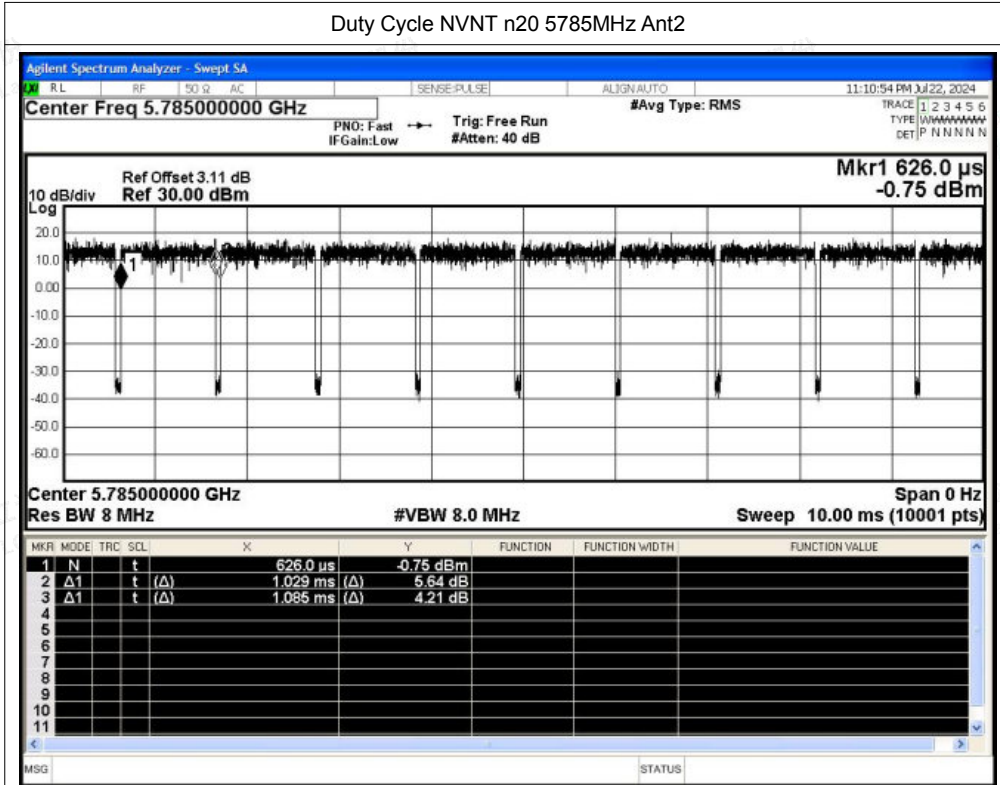 Duty Cycle NVNT n20 5785MHz Ant2
Agilent Spectrum Analyzer - Swept SA
RL RF 50 Ω AC SENSE:PULSE ALIGN AUTO 11:10:54 PM Jul 22, 2024
Center Freq 5.785000000 GHz #Avg Type: RMS TRACE 1 2 3 4 5 6
PNO: Fast Trig: Free Run TYPE
IFGain:Low #Atten: 40 dB DET P N N N N N
Mkr1 626.0 µs
Ref Offset 3.11 dB
10 dB/div Ref 30.00 dBm -0.75 dBm
Log
20.0
10.0
1
0.00
-10.0
-20.0
-30.0
-40.0
-50.0
-60.0
Center 5.785000000 GHz Span 0 Hz
Res BW 8 MHz #VBW 8.0 MHz Sweep 10.00 ms (10001 pts)
MKR MODE TRC SCL X Y FUNCTION FUNCTION WIDTH FUNCTION VALUE
1 N t 626.0 µs -0.75 dBm
2 Δ1 t (Δ) 1.029 ms (Δ) 5.64 dB
3 Δ1 t (Δ) 1.085 ms (Δ) 4.21 dB
4
5
6
7
8
9
10
11
MSG STATUS